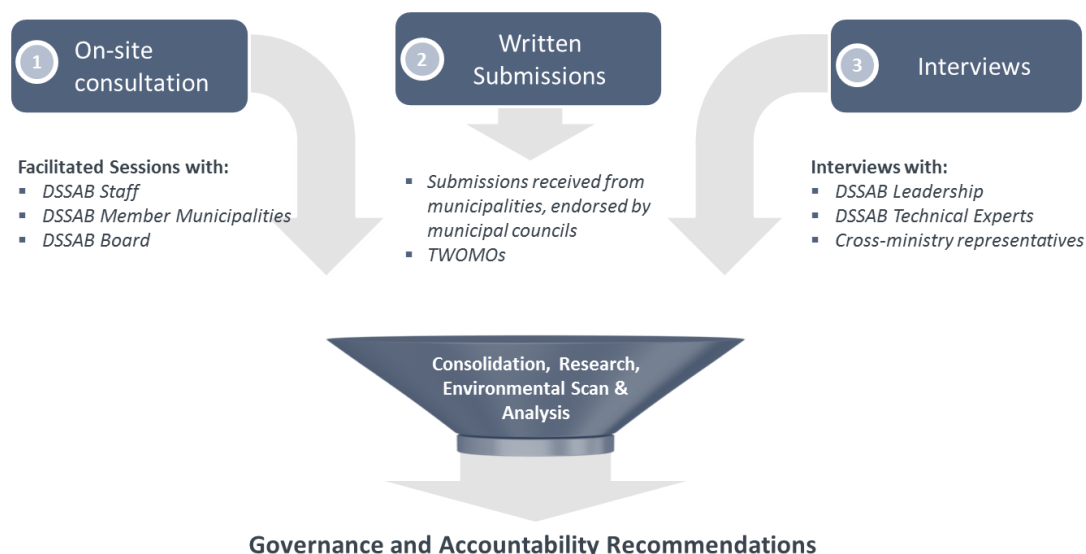 1
On-site
consultation
2
Written
Submissions
3
Interviews
Facilitated Sessions with:
▪ DSSAB Staff
▪ DSSAB Member Municipalities
▪ DSSAB Board
▪ Submissions received from
municipalities, endorsed by
municipal councils
▪ TWOMOs
Interviews with:
▪ DSSAB Leadership
▪ DSSAB Technical Experts
▪ Cross-ministry representatives
Consolidation, Research,
Environmental Scan &
Analysis
Governance and Accountability Recommendations